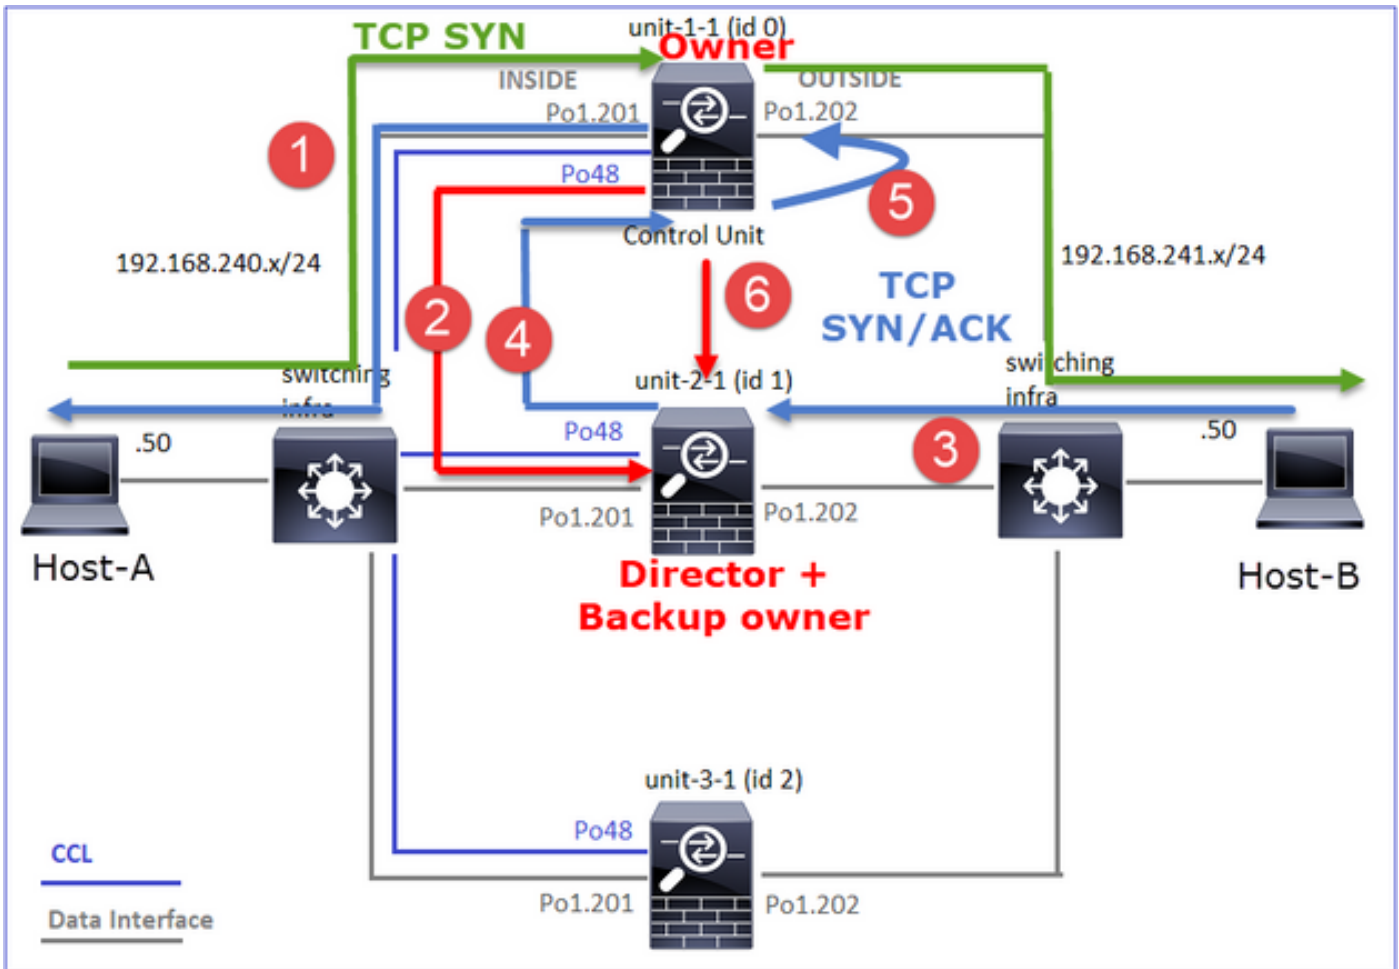 TCP SYN
unit-1-1 (id 0)
Owner
INSIDE
OUTSIDE
Po1.201
Po1.202
1
Po48
5
Control Unit
192.168.240.x/24
192.168.241.x/24
2
4
6
TCP
SYN/ACK
switching
infra
unit-2-1 (id 1)
switching
infra
.50
Po48
3
.50
Po1.201
Po1.202
Host-A
Director +
Backup owner
Host-B
unit-3-1 (id 2)
Po48
CCL
Po1.201
Po1.202
Data Interface